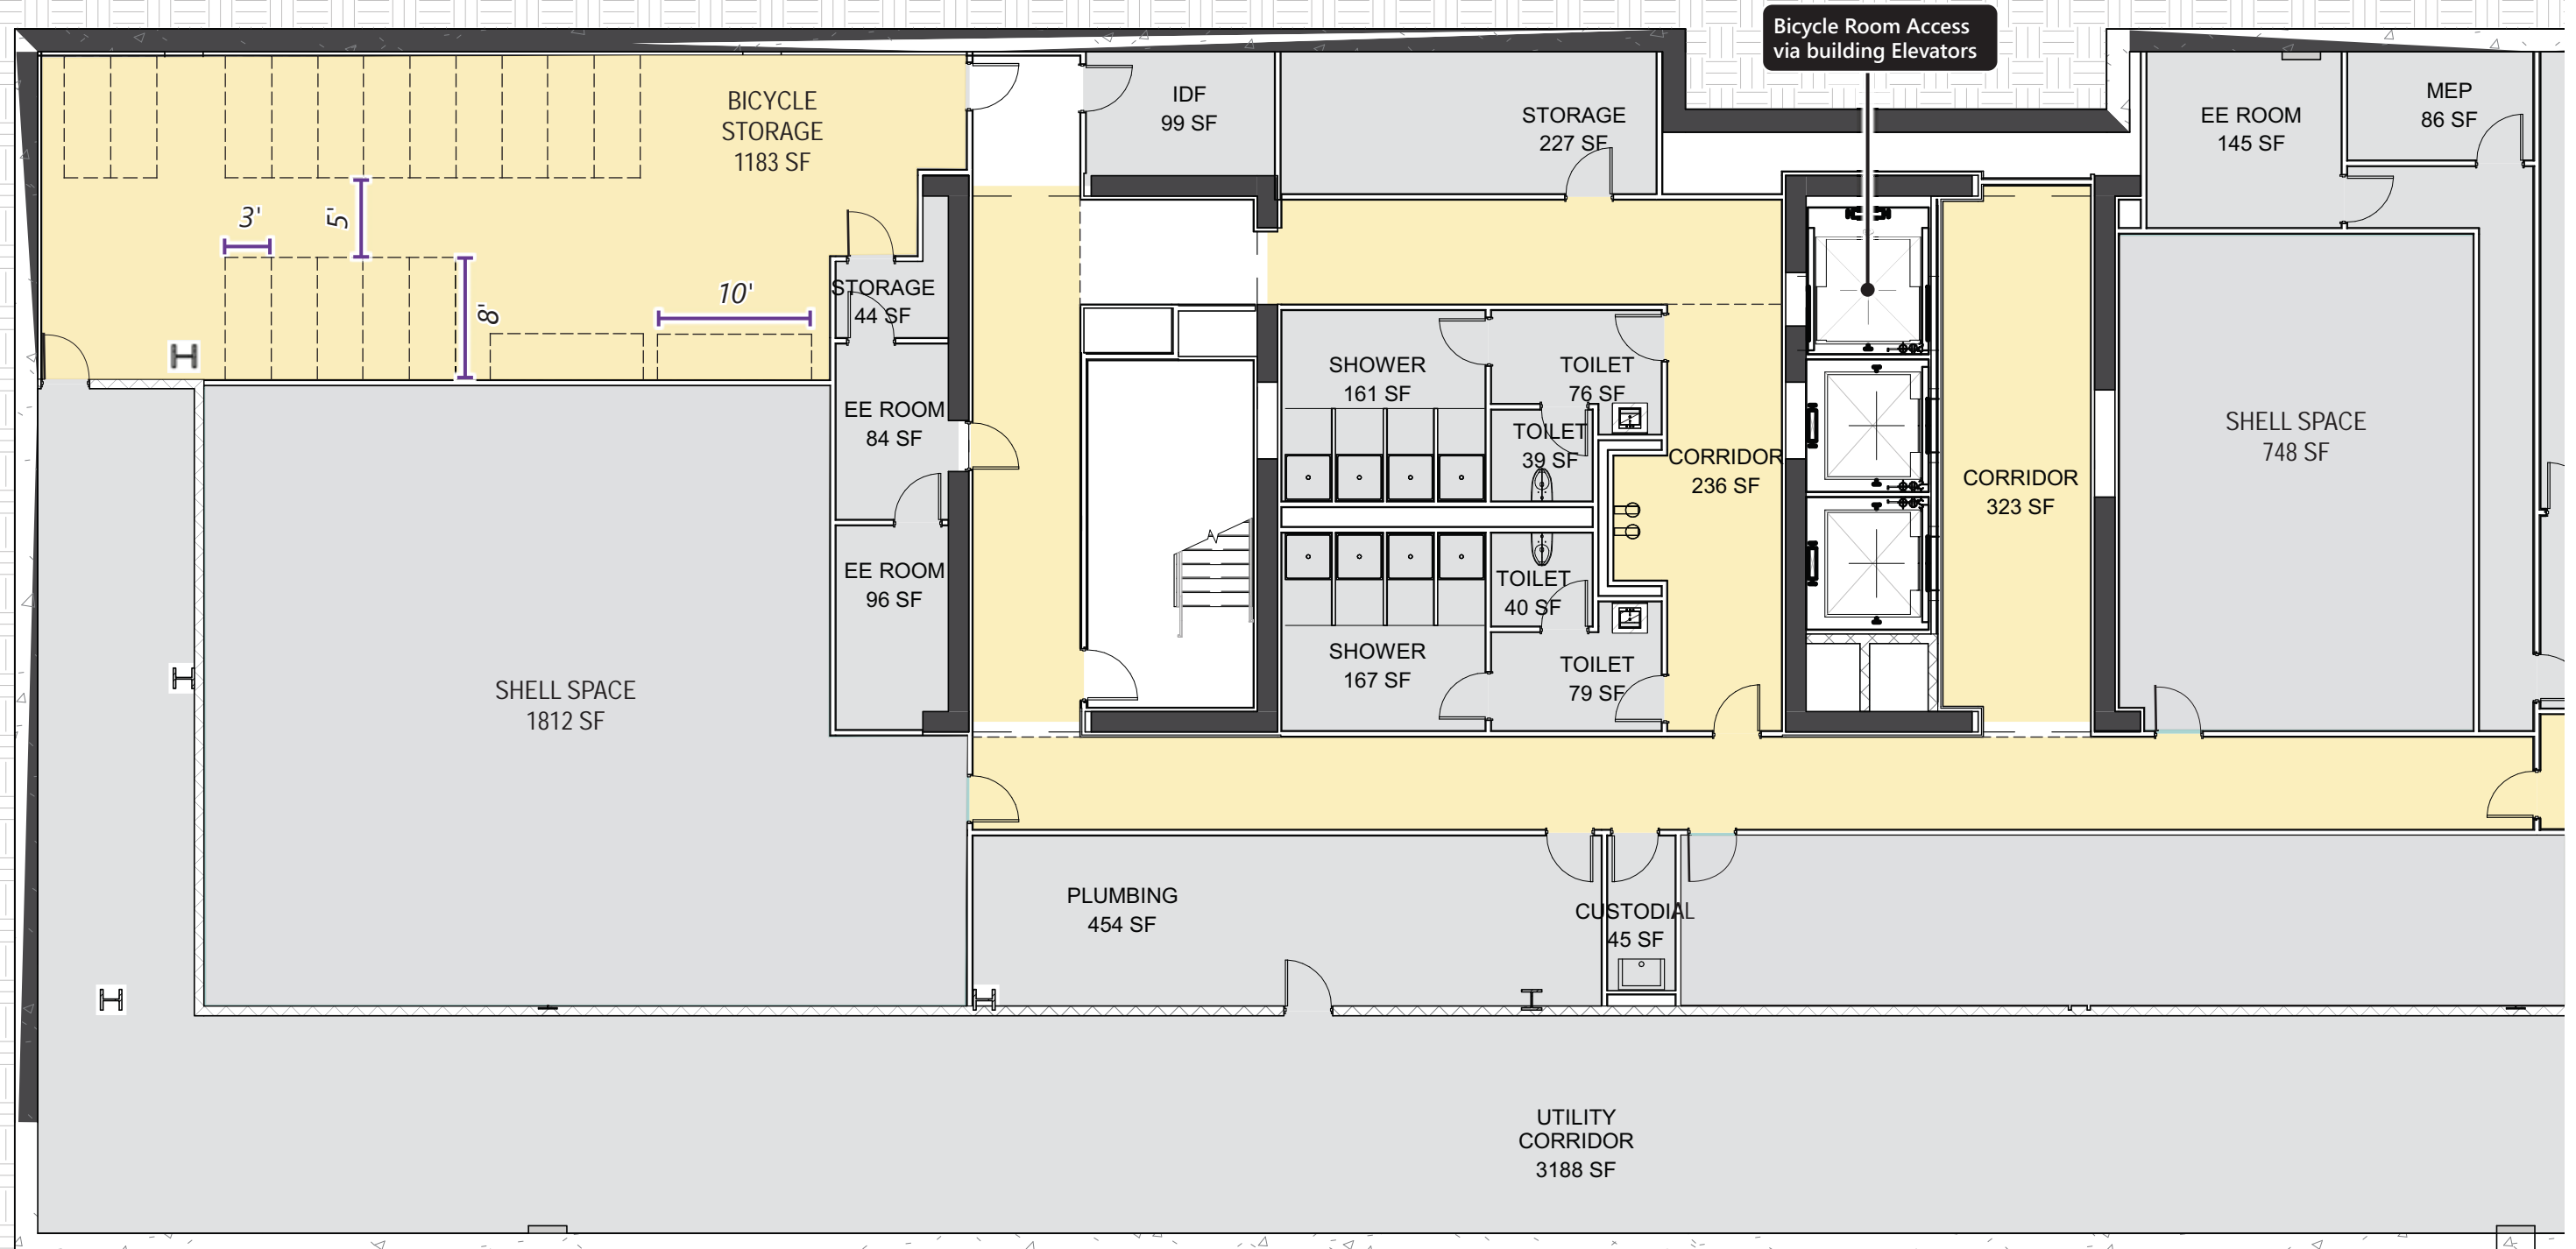 Bicycle Room Access
via building Elevators
BICYCLE
STORAGE
1183 SF
IDF
99 SF
STORAGE
227 SF
EE ROOM
145 SF
MEP
86 SF
3'
5'
8'
10'
STORAGE
44 SF
EE ROOM
84 SF
EE ROOM
96 SF
SHOWER
161 SF
TOILET
76 SF
TOILET
39 SF
CORRIDOR
236 SF
CORRIDOR
323 SF
SHELL SPACE
748 SF
TOILET
40 SF
SHOWER
167 SF
TOILET
79 SF
SHELL SPACE
1812 SF
PLUMBING
454 SF
CUSTODIAL
45 SF
UTILITY
CORRIDOR
3188 SF